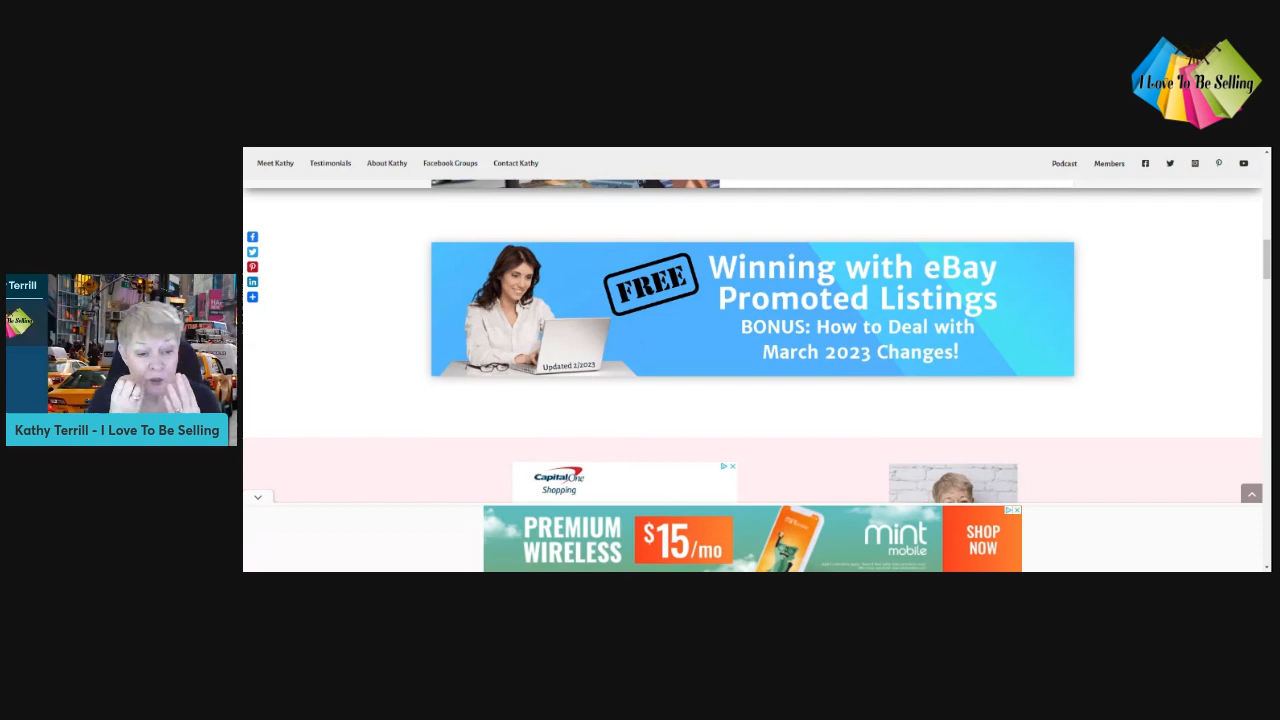 I Love To Be Selling
Meet Kathy Testimonials About Kathy Facebook Groups Contact Kathy Podcast Members
FREE
Winning with eBay
Promoted Listings
BONUS: How to Deal with
March 2023 Changes!
Updated 2/2023
Terrill
Kathy Terrill - I Love To Be Selling
Capital One
Shopping
PREMIUM
WIRELESS
$15/mo
mint
mobile
SHOP
NOW